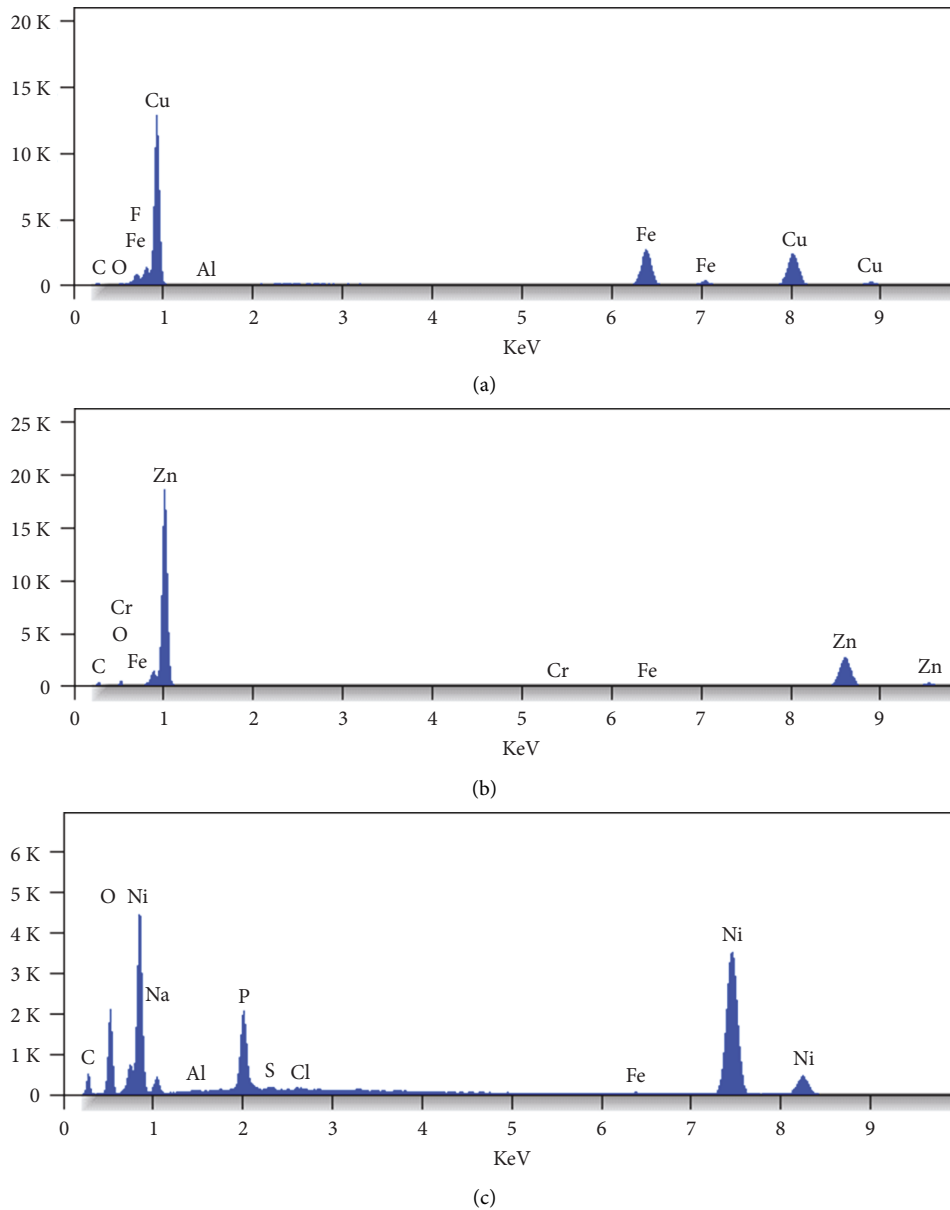 20 K
15 K
10 K
5 K
0
Cu
F
Fe
C O
Al
Fe
Fe
Cu
Cu
0 1 2 3 4 5 6 7 8 9
KeV
(a)
25 K
20 K
15 K
10 K
5 K
0
Zn
Cr
O
C
Fe
Cr
Fe
Zn
Zn
0 1 2 3 4 5 6 7 8 9
KeV
(b)
6 K
5 K
4 K
3 K
2 K
1 K
0
O Ni
Na
C
Al
P
S
Cl
Fe
Ni
Ni
0 1 2 3 4 5 6 7 8 9
KeV
(c)